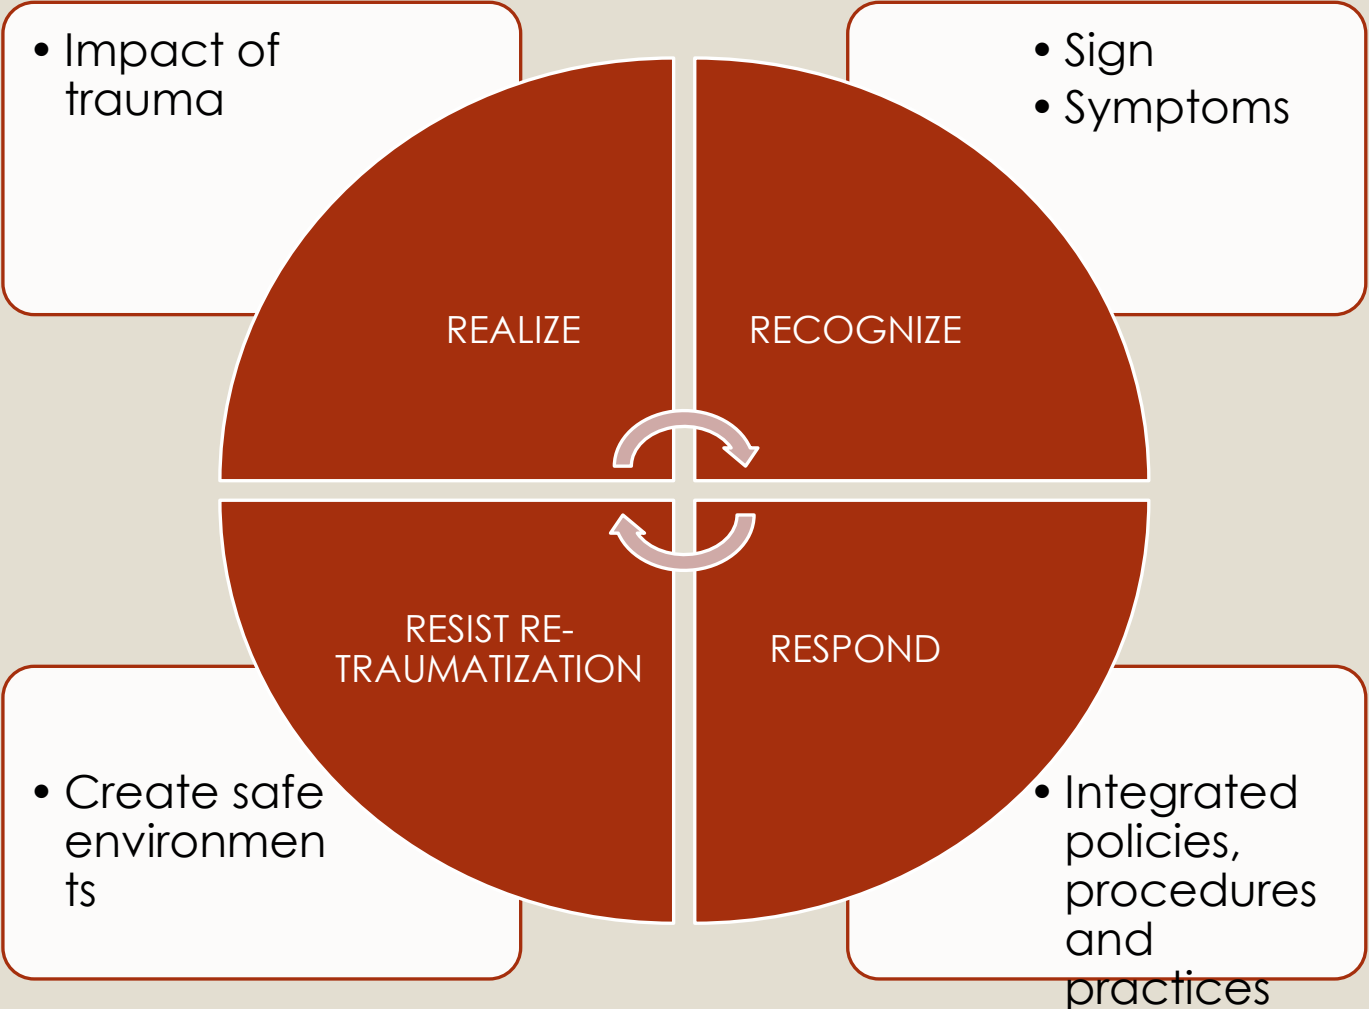 • Impact of
trauma
• Sign
• Symptoms
REALIZE
RECOGNIZE
RESIST RE-
TRAUMATIZATION
RESPOND
• Create safe
environmen
ts
• Integrated
policies,
procedures
and
practices